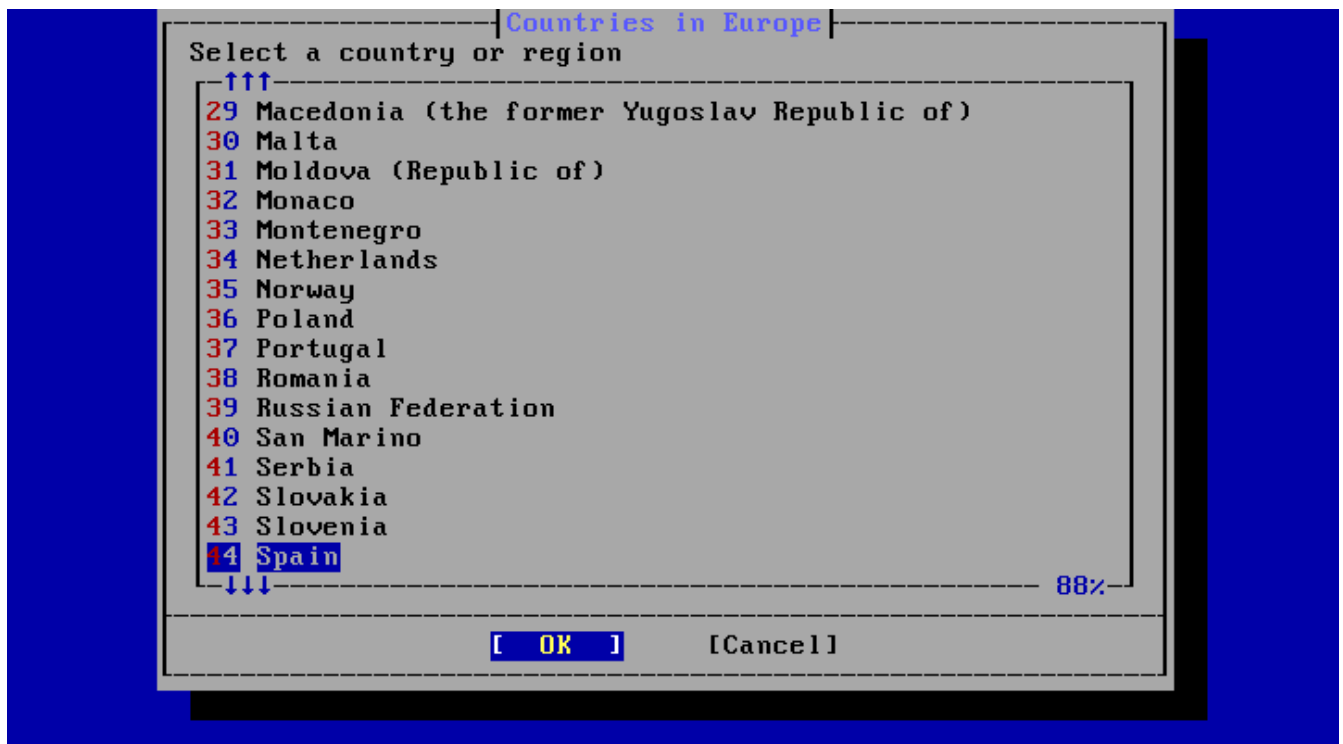 Countries in Europe
Select a country or region
↑↑↑
29 Macedonia (the former Yugoslav Republic of)
30 Malta
31 Moldova (Republic of)
32 Monaco
33 Montenegro
34 Netherlands
35 Norway
36 Poland
37 Portugal
38 Romania
39 Russian Federation
40 San Marino
41 Serbia
42 Slovakia
43 Slovenia
44 Spain
↓↓↓ 88%
[ OK ] [Cancel]